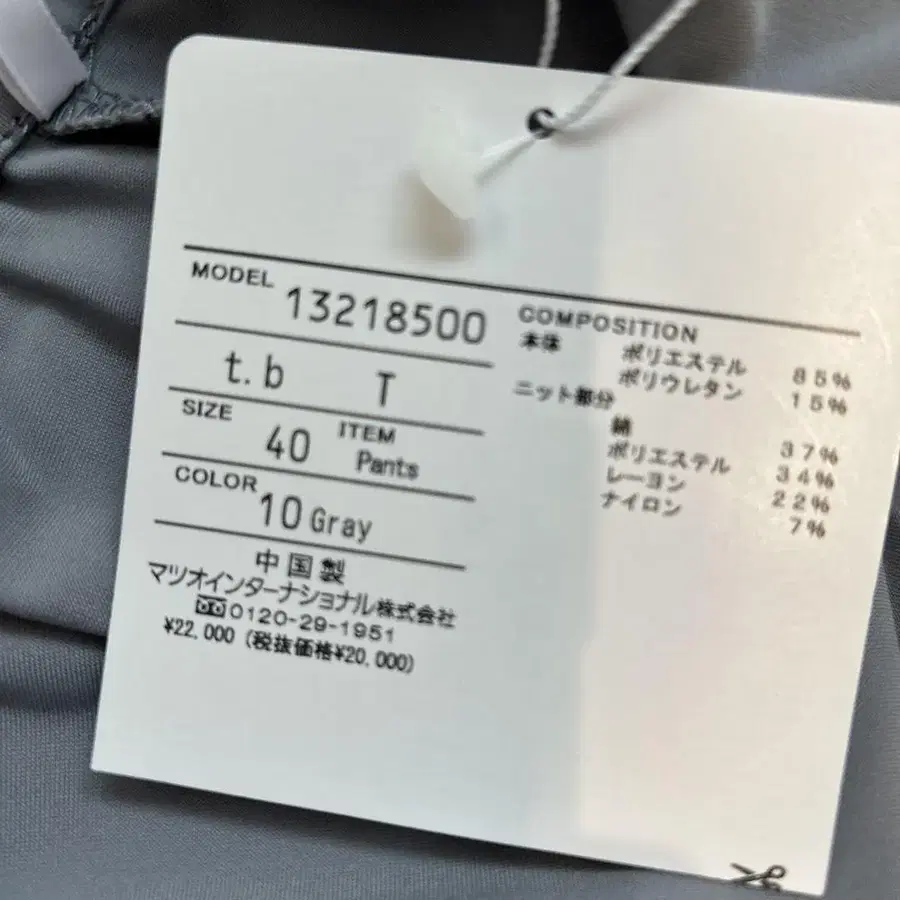 MODEL
13218500
t.b T
SIZE
40
ITEM
Pants
COLOR
10 Gray
中国製
マツオインターナショナル株式会社
0120-29-1951
¥22,000 (税抜価格¥20,000)
COMPOSITION
本体 ポリエステル 85%
ポリウレタン 15%
ニット部分
綿 37%
ポリエステル 34%
レーヨン 22%
ナイロン 7%